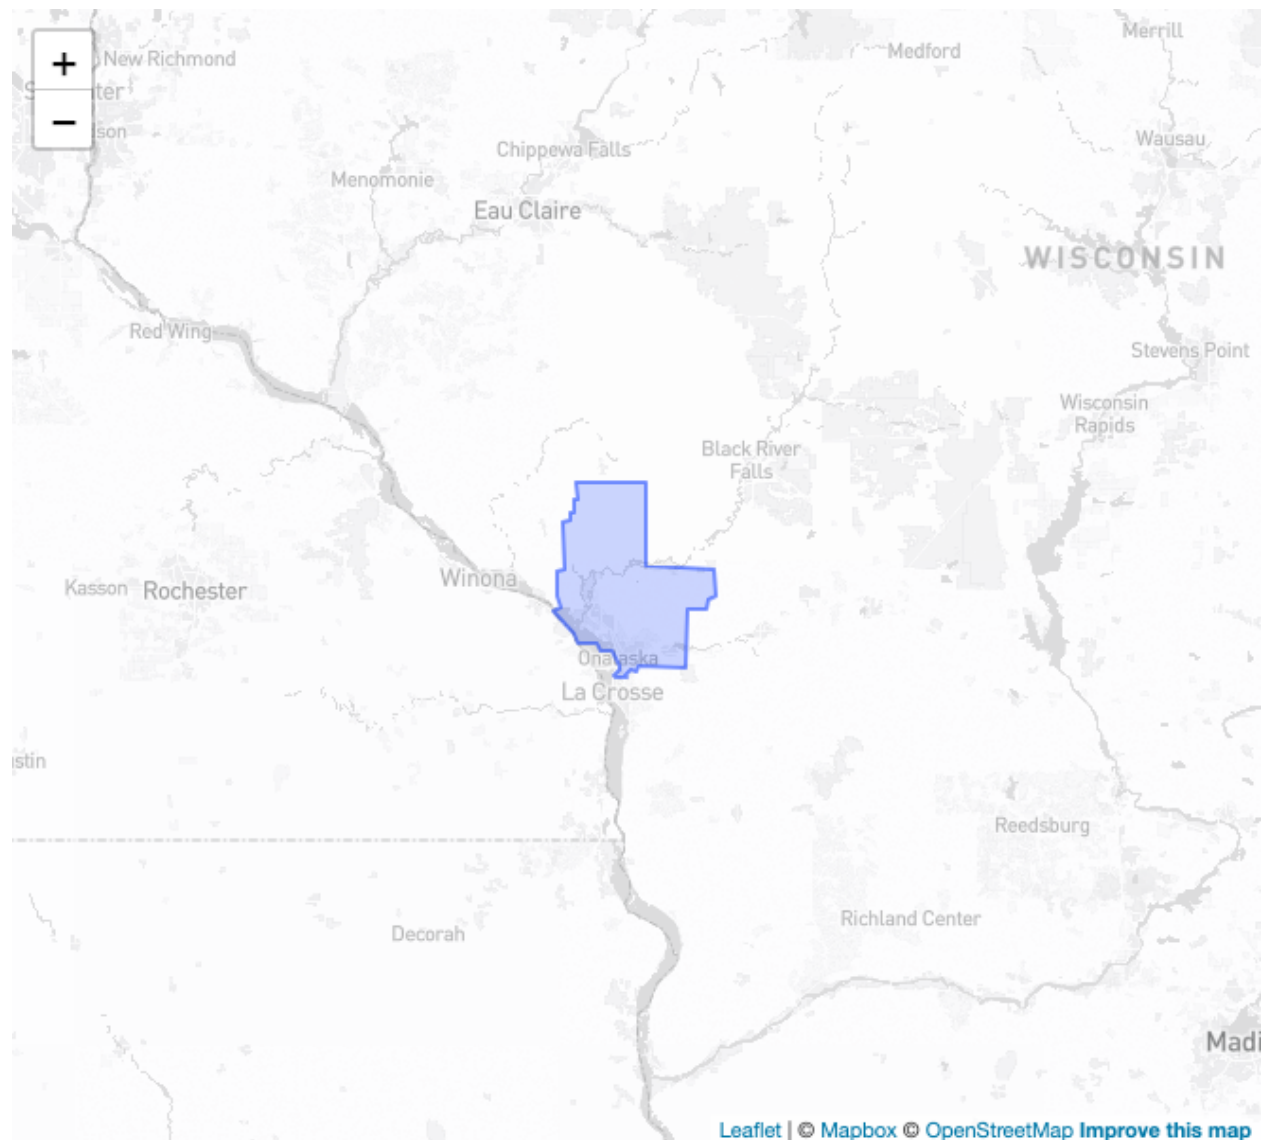 +
−
New Richmond
Medford
Merrill
Chippewa Falls
Wausau
Menomonie
Eau Claire
WISCONSIN
Red Wing
Stevens Point
Wisconsin
Rapids
Black River
Falls
Winona
Kasson
Rochester
Onalaska
La Crosse
Reedsburg
Richland Center
Decorah
Leaflet | © Mapbox © OpenStreetMap Improve this map